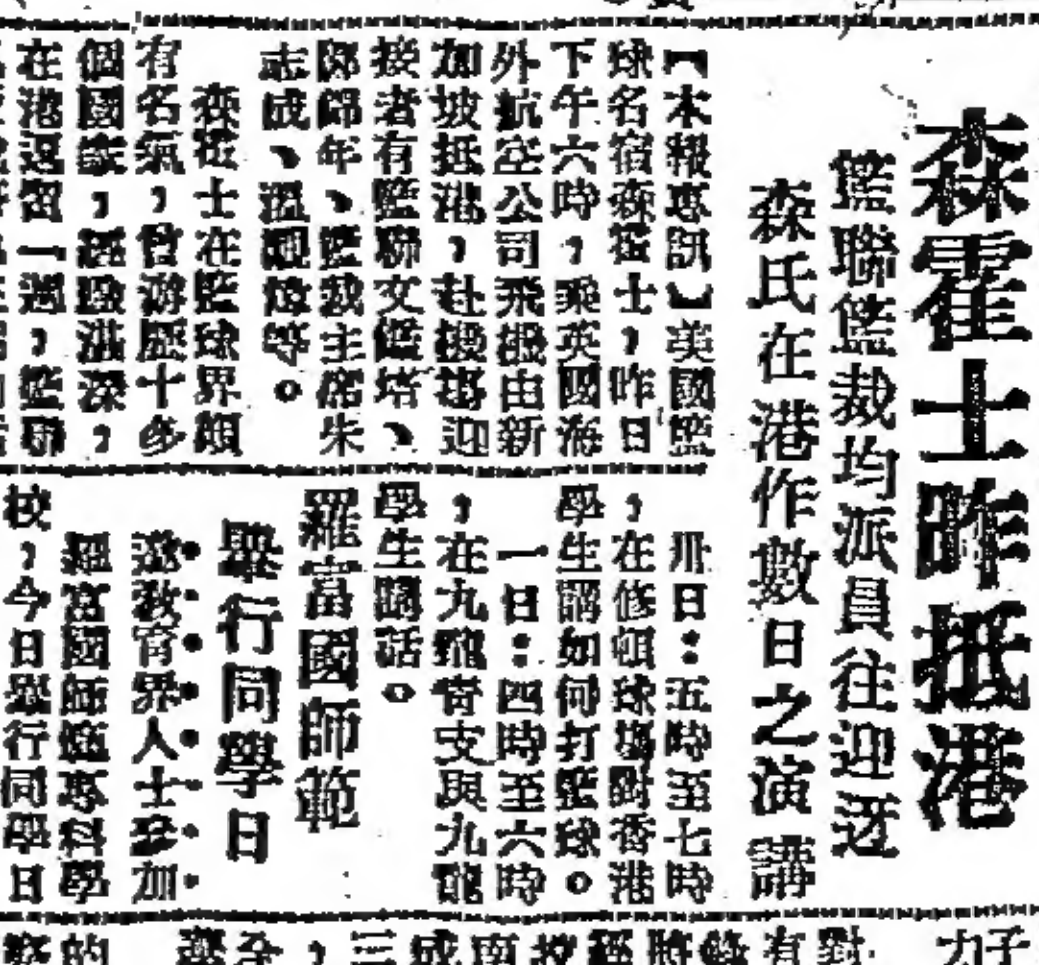 森霍士昨抵港
籃聯籃裁均派員往迎迓
森氏在港作數日之演講
【本報專訊】美國籃
球名宿森霍士,昨日
下午六時,乘英國海
外航空公司飛機由新
加坡抵港,赴機場迎
接者有籃聯文鑑培、
鄭錦年、籃裁主席朱
志成、溫焯等。
森霍士在籃球界頗
有名氣,曾游歷十多
個國家,經驗湛深,
在港逗留一週,籃聯
卅日:五時至七時
,在修頓球場對香港
學生講如何打籃球。
一日:四時至六時
,在九龍青支與九龍
學生講話。
羅富國師範
舉行同學日
邀教育界人士參加
羅富國師範專科學
校,今日舉行同學日